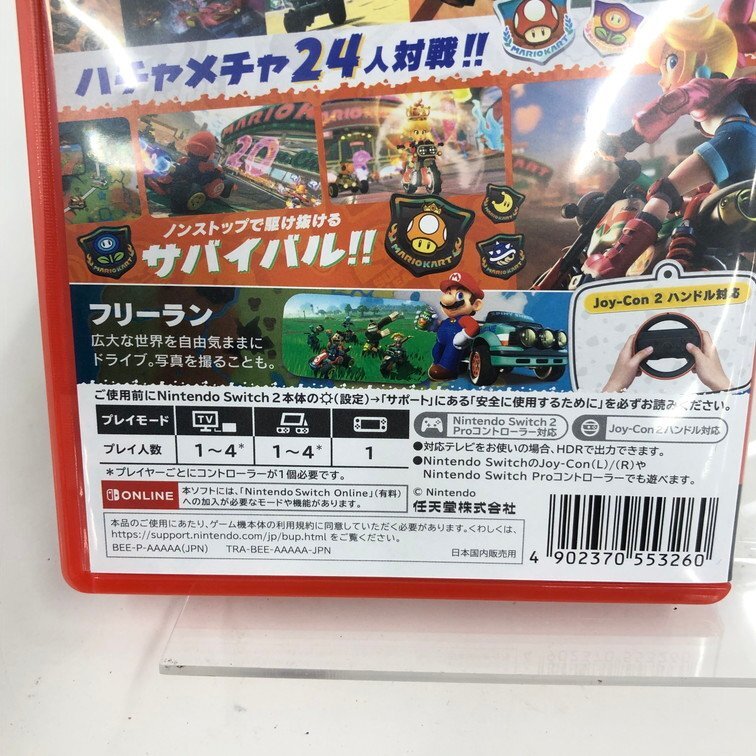 MARIO KART
ハチャメチャ24人対戦!!
MARIO KART
20
ノンストップで駆け抜ける
サバイバル!!
MARIO KART
MARIO KART
MARIO KART
フリーラン
広大な世界を自由気ままに
ドライブ。写真を撮ることも。
Joy-Con 2 ハンドル対応
ご使用前にNintendo Switch 2本体の(設定)→「サポート」にある「安全に使用するために」を必ずお読みください。
プレイモード TV
プレイ人数 1～4* 1～4* 1
*プレイヤーごとにコントローラーが1個必要です。
Nintendo Switch 2
Proコントローラー対応
Joy-Con 2ハンドル対応
●対応テレビをお使いの場合、HDRで出力できます。
●Nintendo SwitchのJoy-Con(L)/(R)や
Nintendo Switch Proコントローラーでも遊べます。
ONLINE
本ソフトには、「Nintendo Switch Online」(有料)
への加入が必要なモードや機能があります。
© Nintendo
任天堂株式会社
本品のご使用にあたり、ゲーム機本体の利用規約に同意していただく必要があります。くわしくは、
https://support.nintendo.com/jp/bup.html をご覧ください。
BEE-P-AAAAA(JPN) TRA-BEE-AAAAA-JPN
日本国内販売用
4 902370 553260